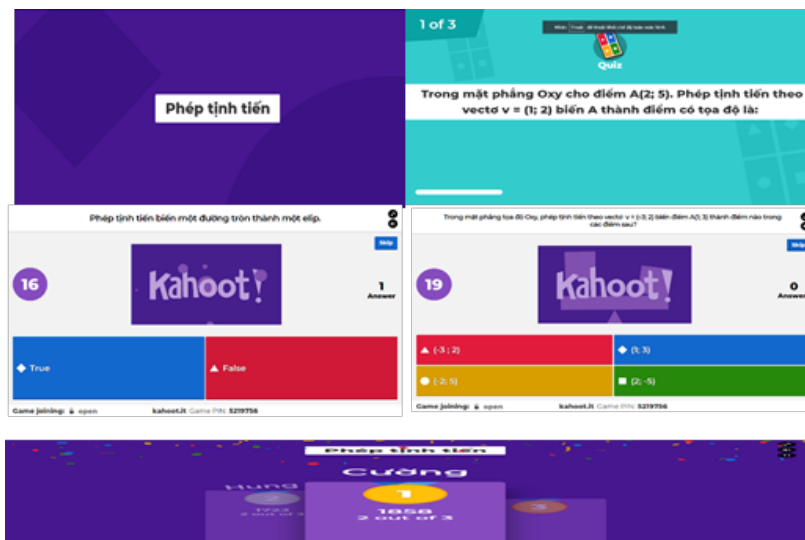 Phép tịnh tiến
1 of 3
Quiz
Trong mặt phẳng Oxy cho điểm A(2; 5). Phép tịnh tiến theo
vectơ v = (1; 2) biến A thành điểm có tọa độ là:
Phép tịnh tiến biến một đường tròn thành một elip.
Skip
16
Kahoot!
1
Answer
True
False
Game joining: open
kahoot.it Game PIN: 5219756
Trong mặt phẳng tọa độ Oxy, phép tịnh tiến theo vectơ v = (-3; 2) biến điểm A(1; 3) thành điểm nào trong
các điểm sau?
Skip
19
Kahoot!
0
Answer
(-3 ; 2)
(1; 3)
(-2; 5)
(2; -5)
Game joining: open
kahoot.it Game PIN: 5219756
Phép tịnh tiến
Cường
Hung
1
2
3
1858
2 out of 3
1723
2 out of 3